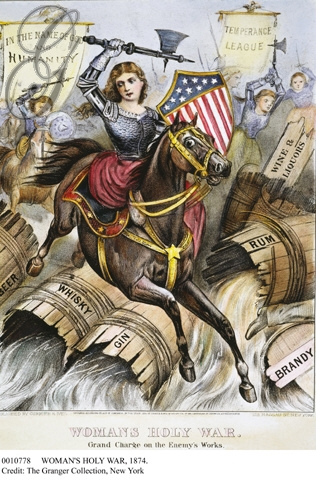 IN THE NAME OF GOD
HUMANITY
TEMPERANCE
LEAGUE
WINE &
LIQUORS
RUM
BEER
WHISKY
GIN
BRANDY
WOMAN'S HOLY WAR.
Grand Charge on the Enemy's Works.
0010778 WOMAN'S HOLY WAR, 1874.
Credit: The Granger Collection, New York